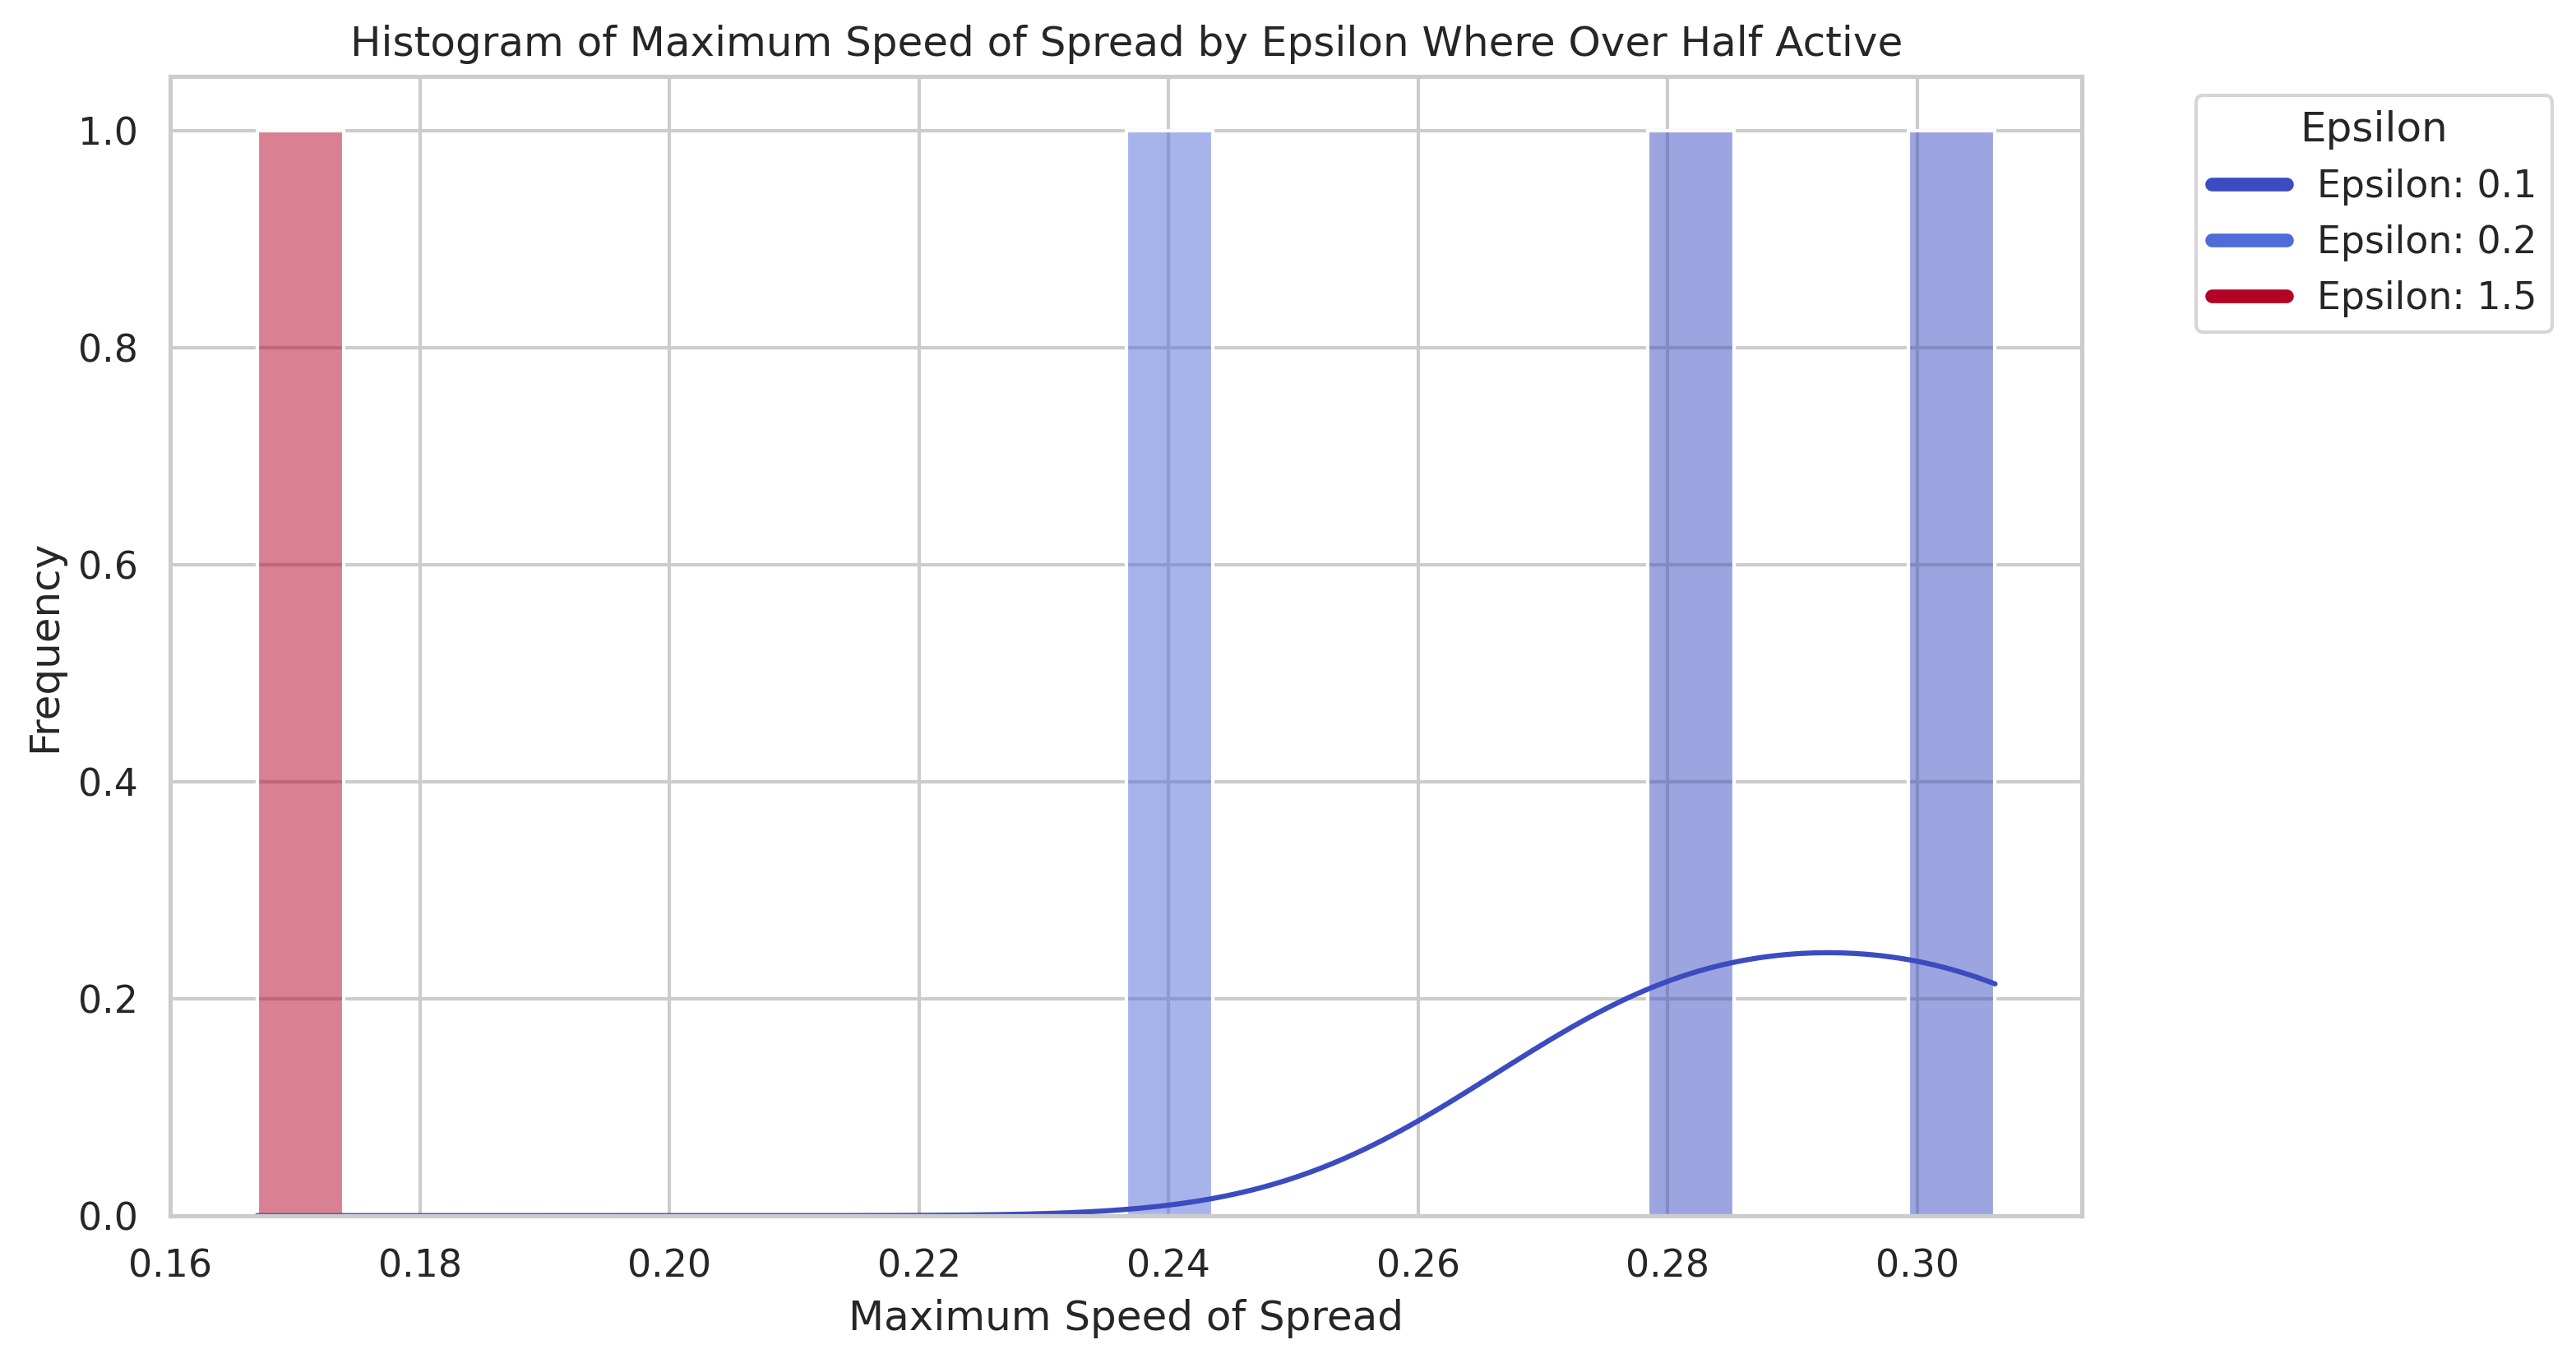 Histogram of Maximum Speed of Spread by Epsilon Where Over Half Active
Epsilon
Epsilon: 0.1
Epsilon: 0.2
Epsilon: 1.5
Frequency
1.0
0.8
0.6
0.4
0.2
0.0
0.16 0.18 0.20 0.22 0.24 0.26 0.28 0.30
Maximum Speed of Spread